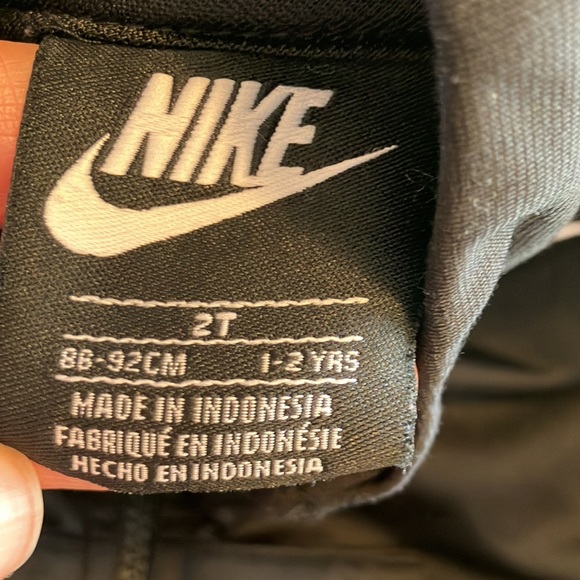 NIKE
2T
86-92CM 1-2 YRS
MADE IN INDONESIA
FABRIQUÉ EN INDONÉSIE
HECHO EN INDONESIA